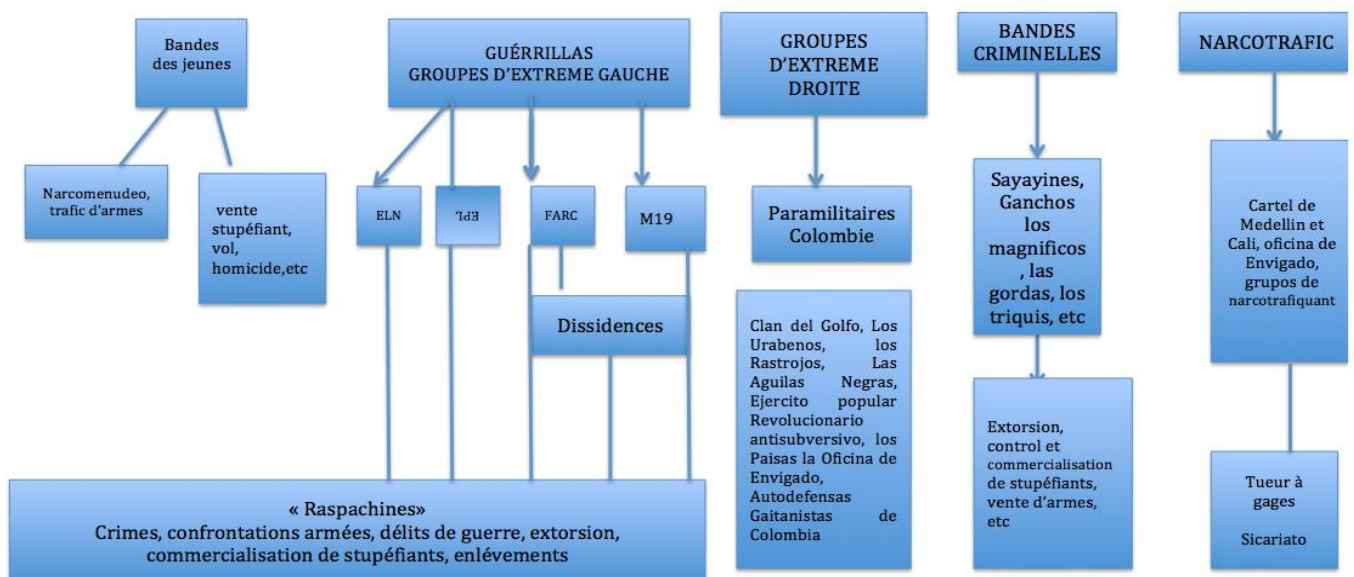 Bandes
des jeunes
GUÉRRILLAS
GROUPES D'EXTREME GAUCHE
GROUPES
D'EXTREME
DROITE
BANDES
CRIMINELLES
NARCOTRAFIC
Narcomenudeo,
trafic d'armes
vente
stupéfiant,
vol,
homicide,etc
ELN
EPL
FARC
M19
Dissidences
Paramilitaires
Colombie
Sayayines,
Ganchos
los
magnificos
, las
gordas, los
triquis, etc
Cartel de
Medellin et
Cali, oficina de
Envigado,
grupos de
narcotrafiquant
Clan del Golfo, Los
Urabenos, los
Rastrojos, Las
Aguilas Negras,
Ejercito popular
Revolucionario
antisubversivo, los
Paisas la Oficina de
Envigado,
Autodefensas
Gaitanistas de
Colombia
Extorsion,
control et
commercialisation
de stupéfiants,
vente d'armes,
etc
Tueur à
gages
Sicariato
« Raspachines»
Crimes, confrontations armées, délits de guerre, extorsion,
commercialisation de stupéfiants, enlévements